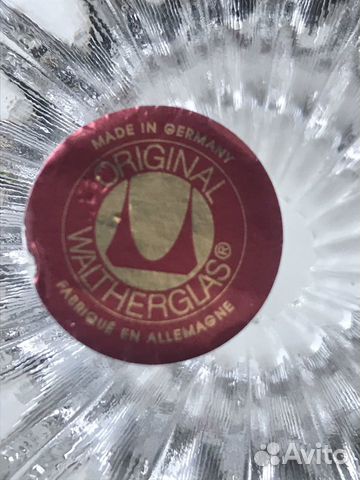 MADE IN GERMANY
ORIGINAL
WALTHERGLAS®
FABRIQUÉ EN ALLEMAGNE
Avito